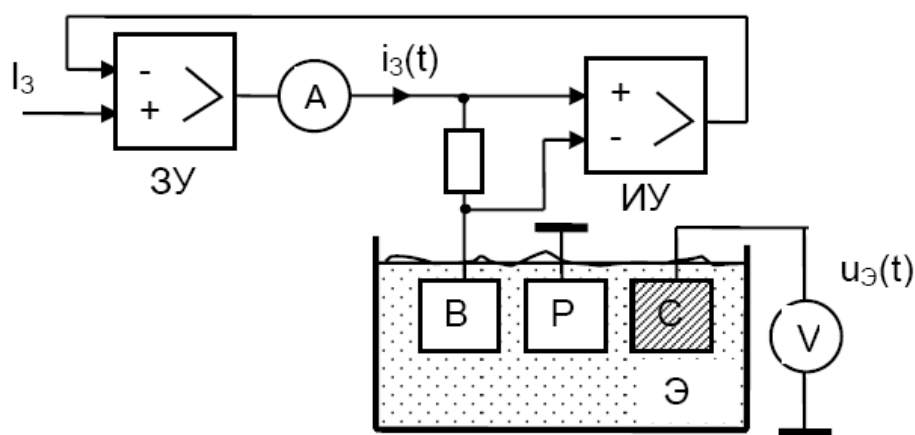 I₃
-
+
ЗУ
A
i₃(t)
+
-
ИУ
В
Р
С
Э
V
uЭ(t)